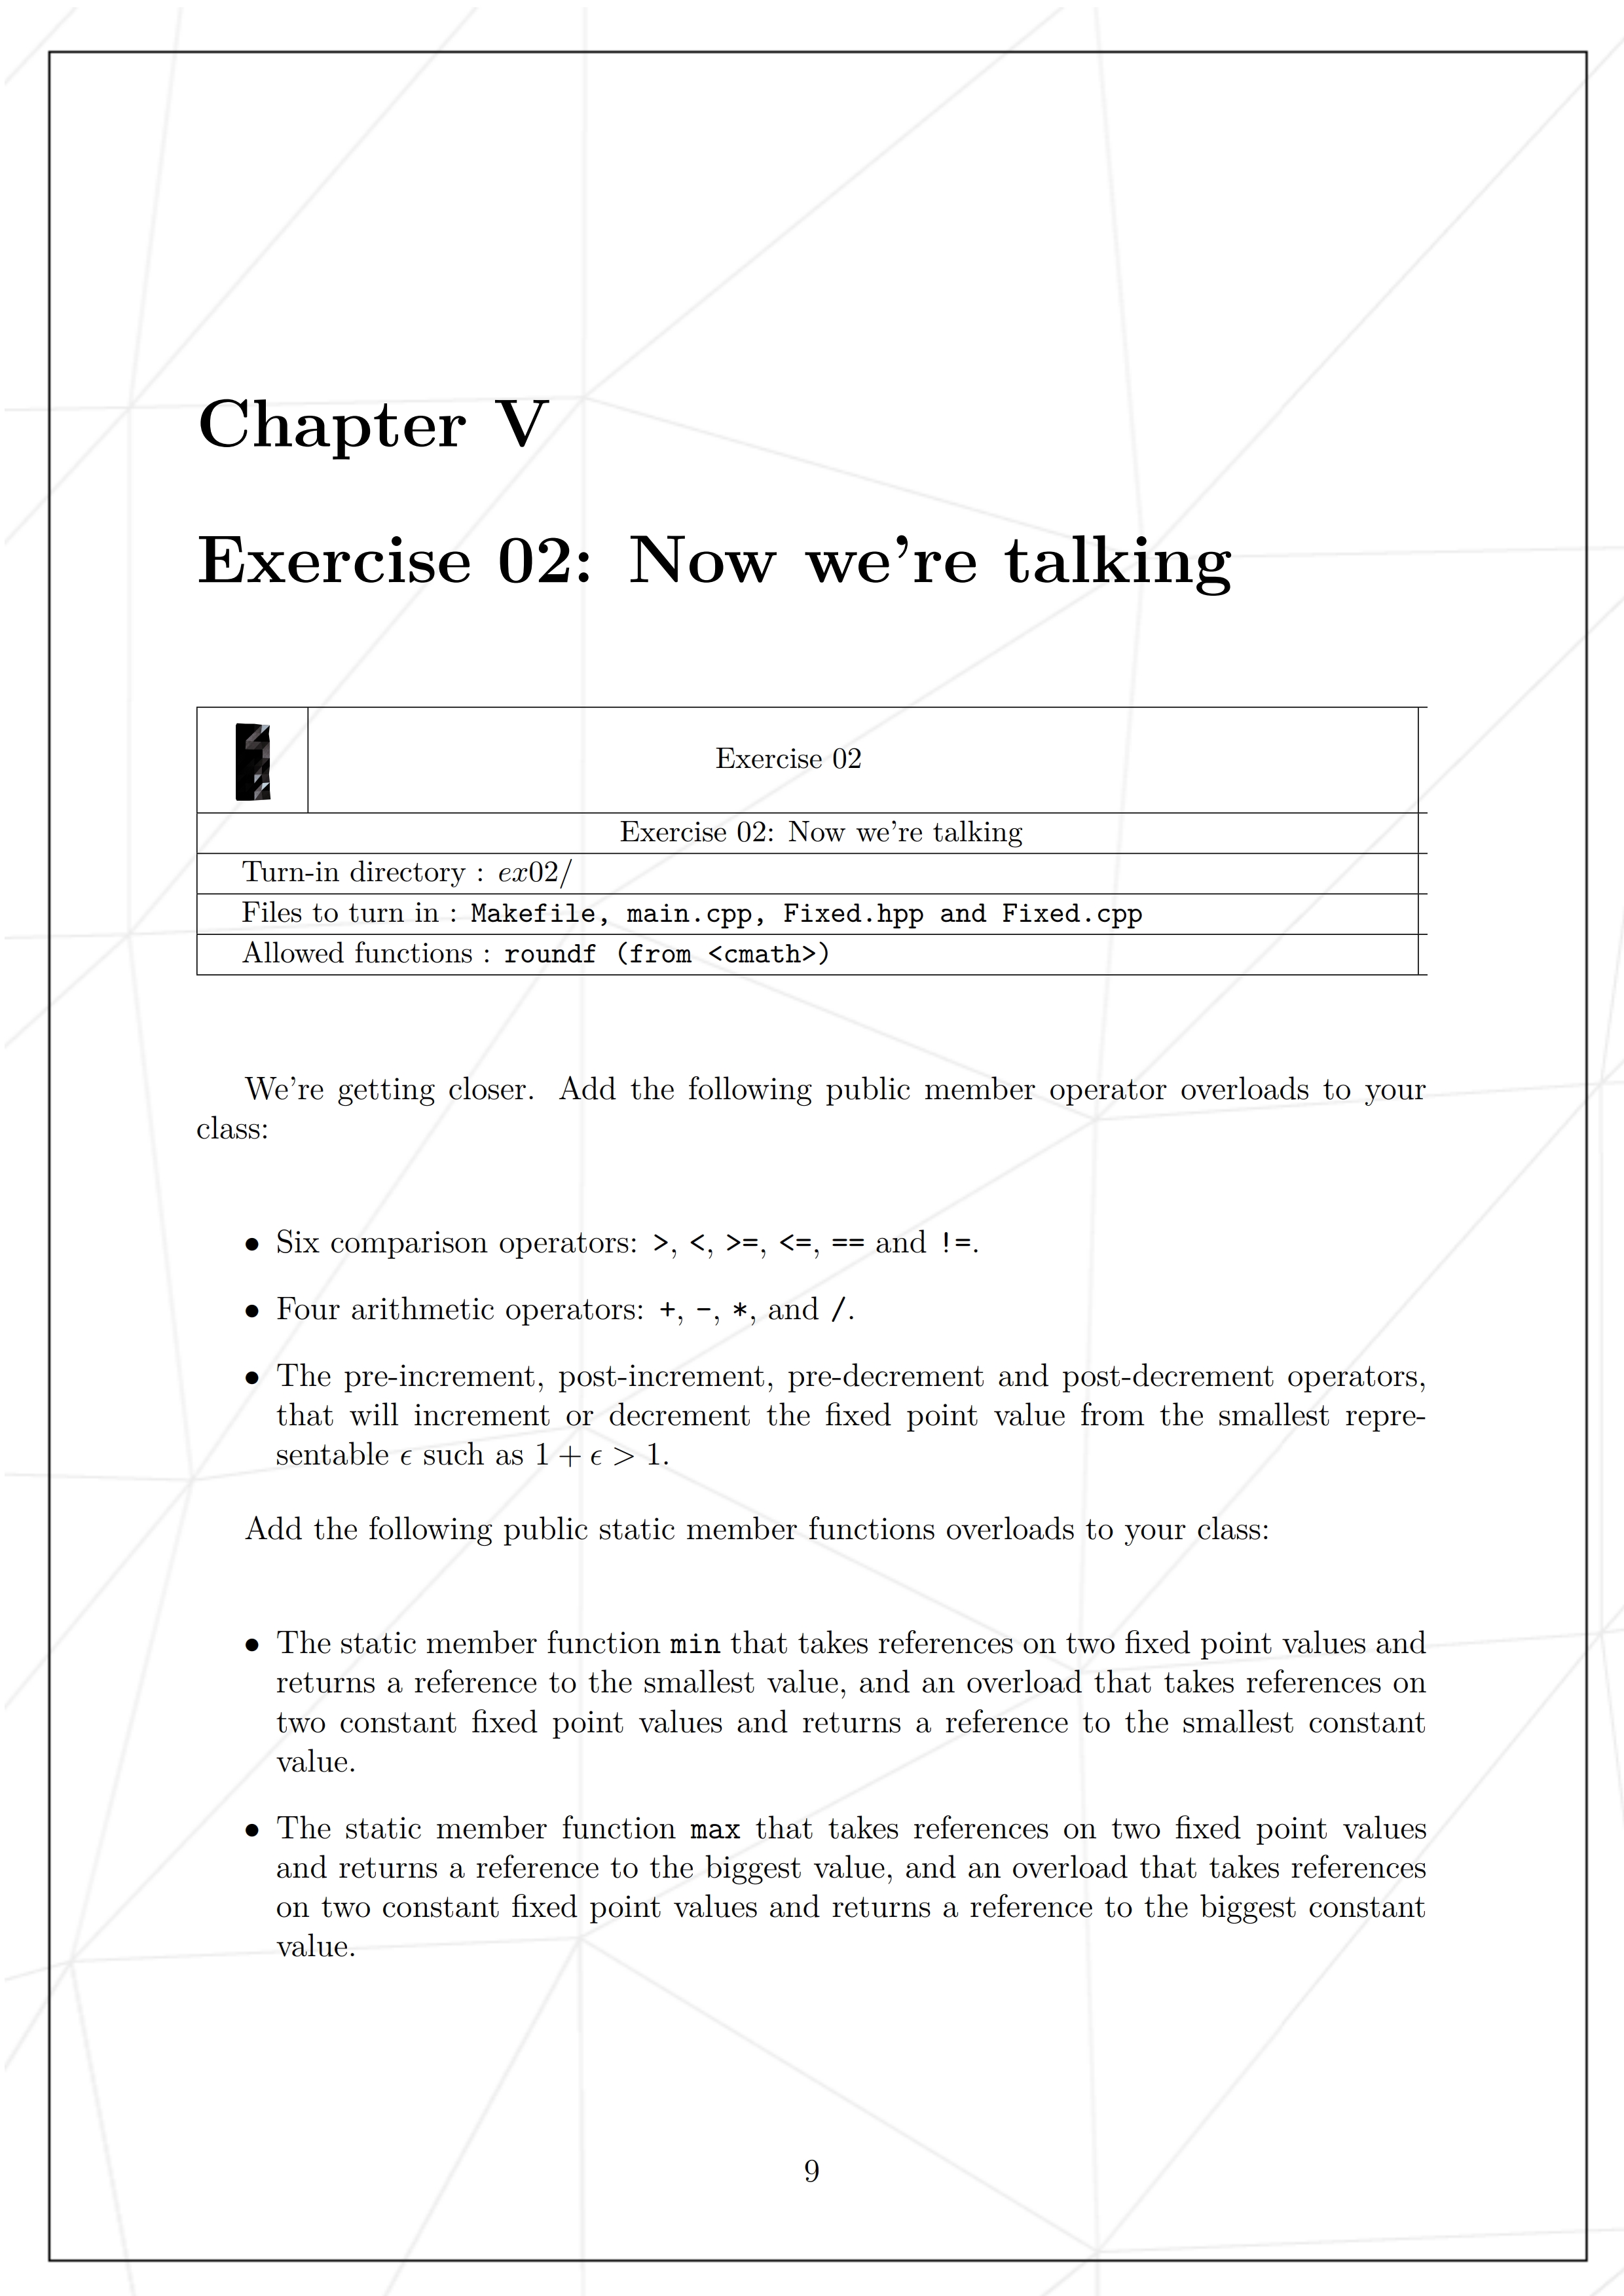 Chapter V
Exercise 02: Now we're talking
Exercise 02
Exercise 02: Now we're talking
Turn-in directory : ex02/
Files to turn in : Makefile, main.cpp, Fixed.hpp and Fixed.cpp
Allowed functions : roundf (from <cmath>)
We're getting closer. Add the following public member operator overloads to your
class:
• Six comparison operators: >, <, >=, <=, == and !=.
• Four arithmetic operators: +, -, *, and /.
• The pre-increment, post-increment, pre-decrement and post-decrement operators,
that will increment or decrement the fixed point value from the smallest repre-
sentable ϵ such as 1 + ϵ > 1.
Add the following public static member functions overloads to your class:
• The static member function min that takes references on two fixed point values and
returns a reference to the smallest value, and an overload that takes references on
two constant fixed point values and returns a reference to the smallest constant
value.
• The static member function max that takes references on two fixed point values
and returns a reference to the biggest value, and an overload that takes references
on two constant fixed point values and returns a reference to the biggest constant
value.
9